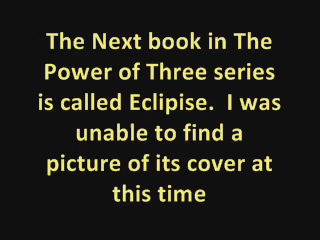 The Next book in The
Power of Three series
is called Eclipise.  I was
unable to find a
picture of its cover at
this time